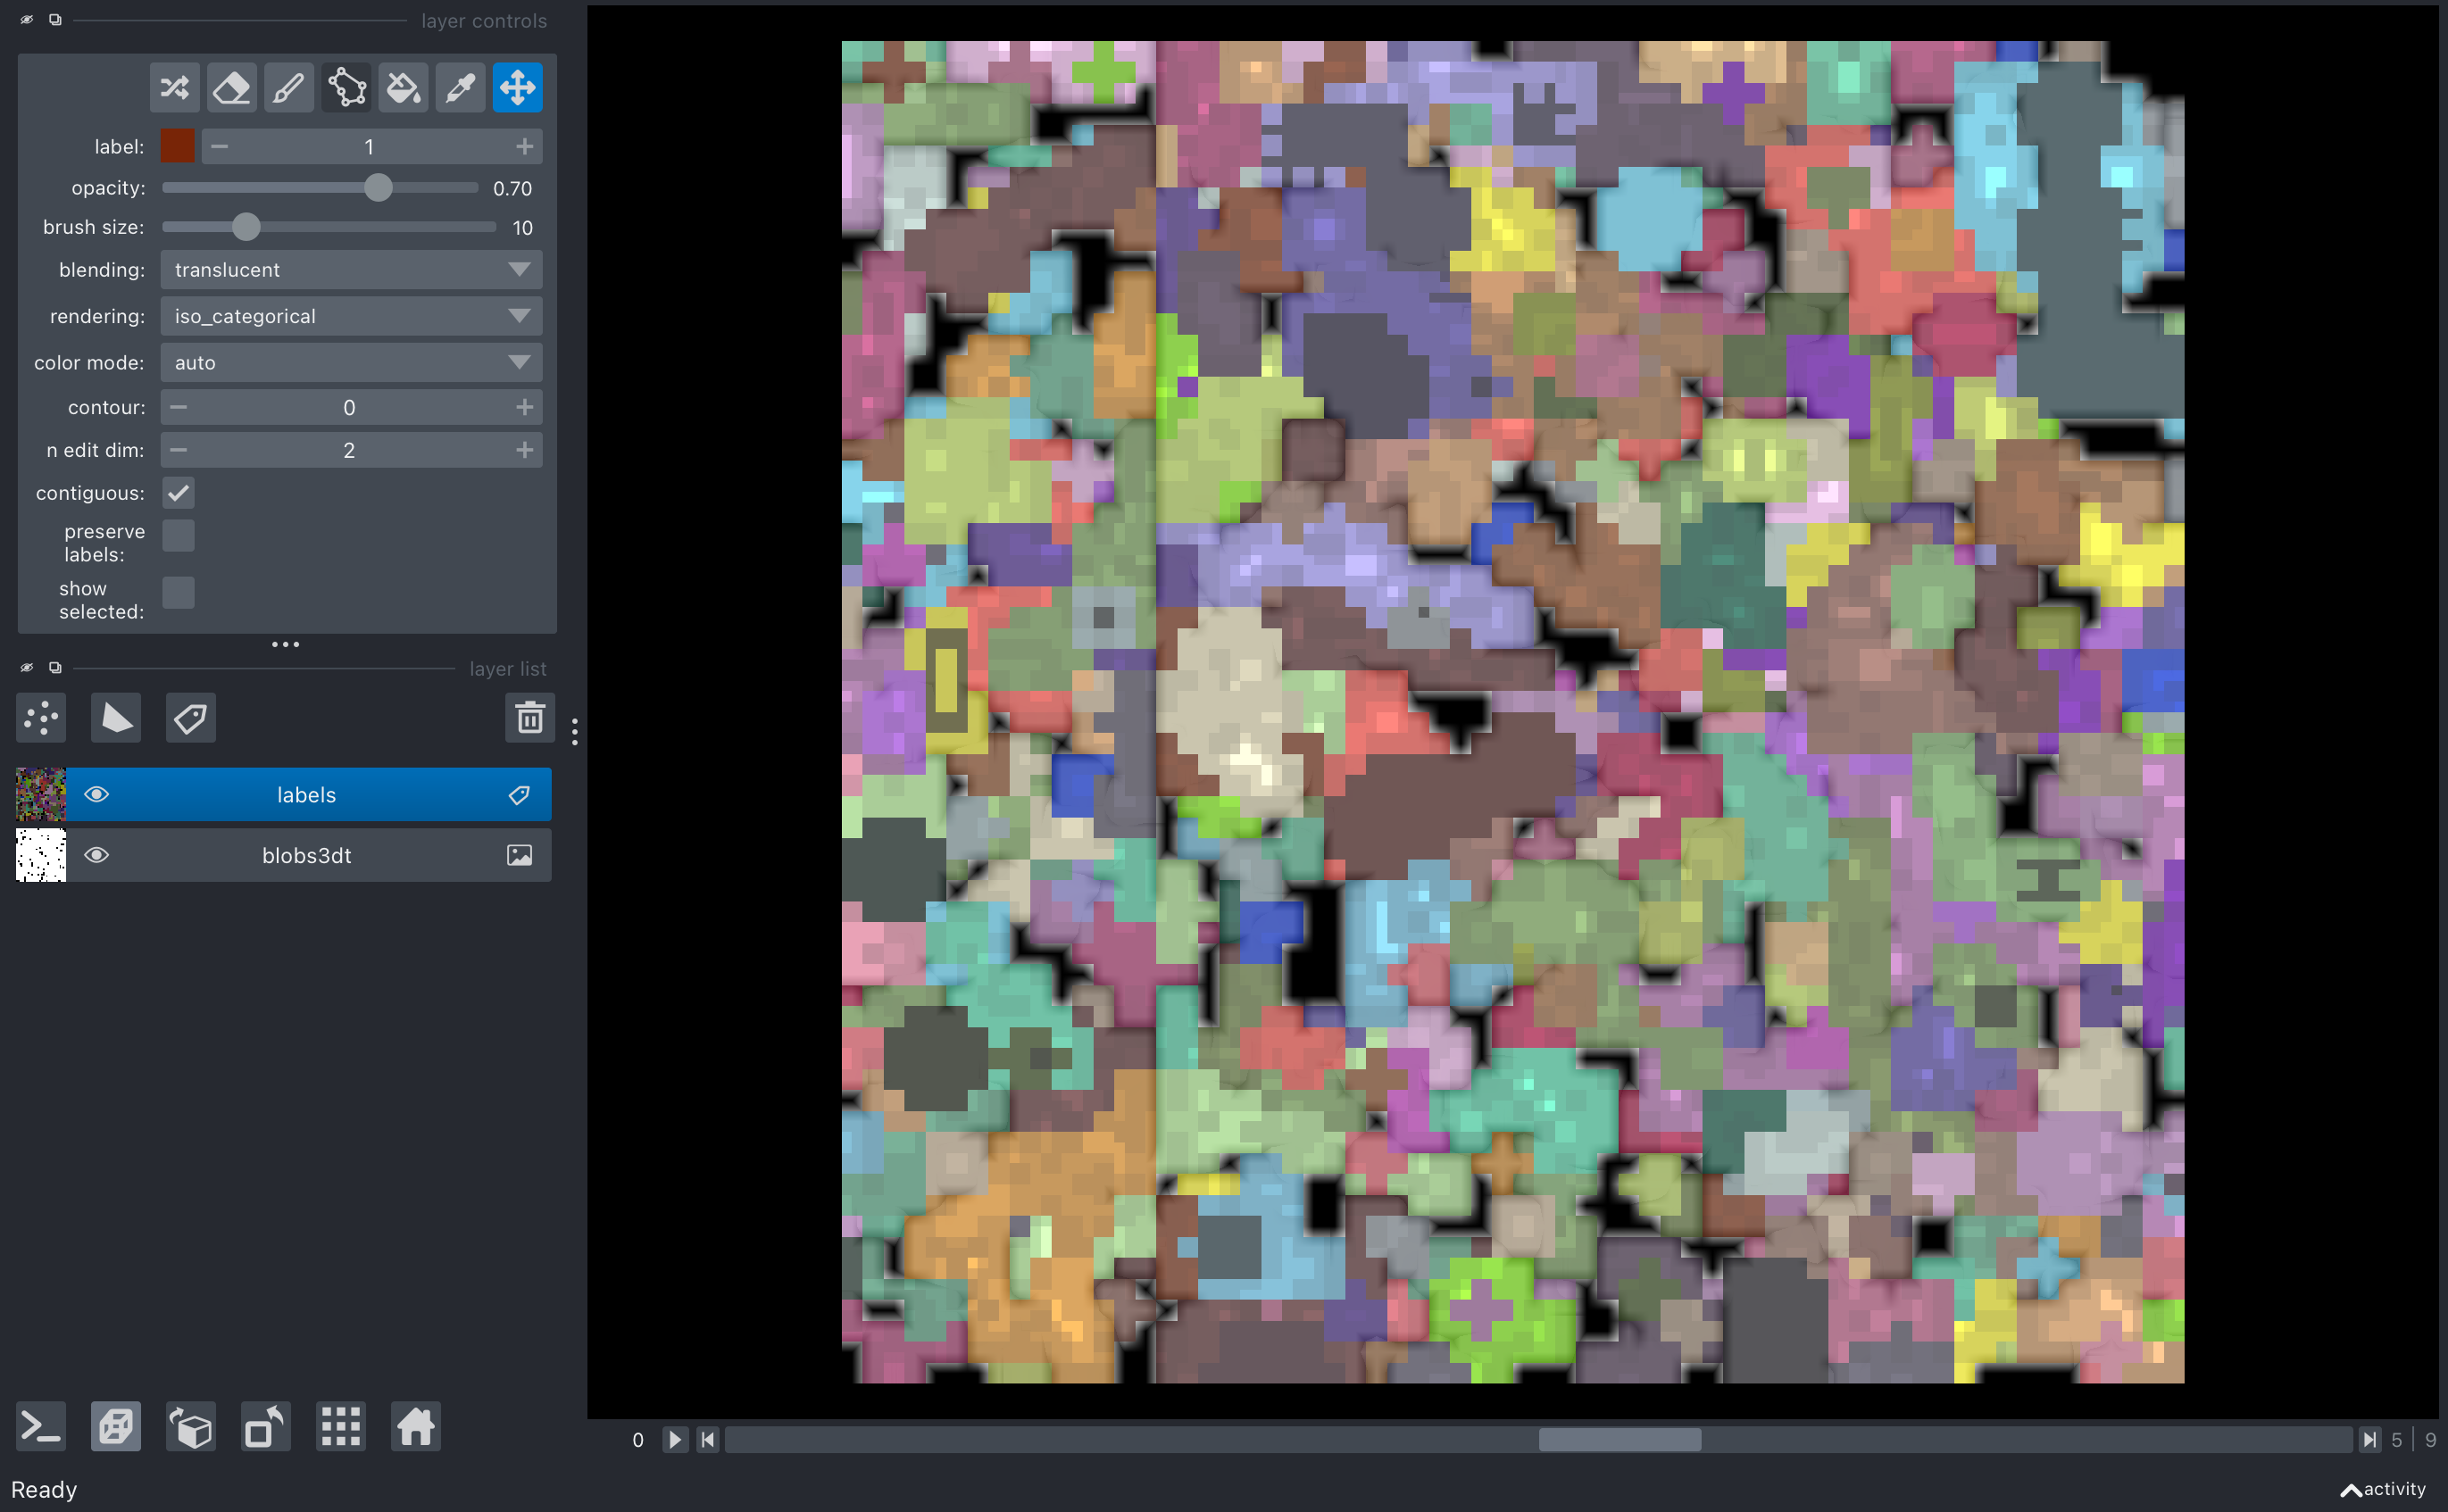 layer controls
label: 1
opacity: 0.70
brush size: 10
blending: translucent
rendering: iso_categorical
color mode: auto
contour: 0
n edit dim: 2
contiguous:
preserve
labels:
show
selected:
layer list
labels
blobs3dt
0 5 | 9
Ready
activity